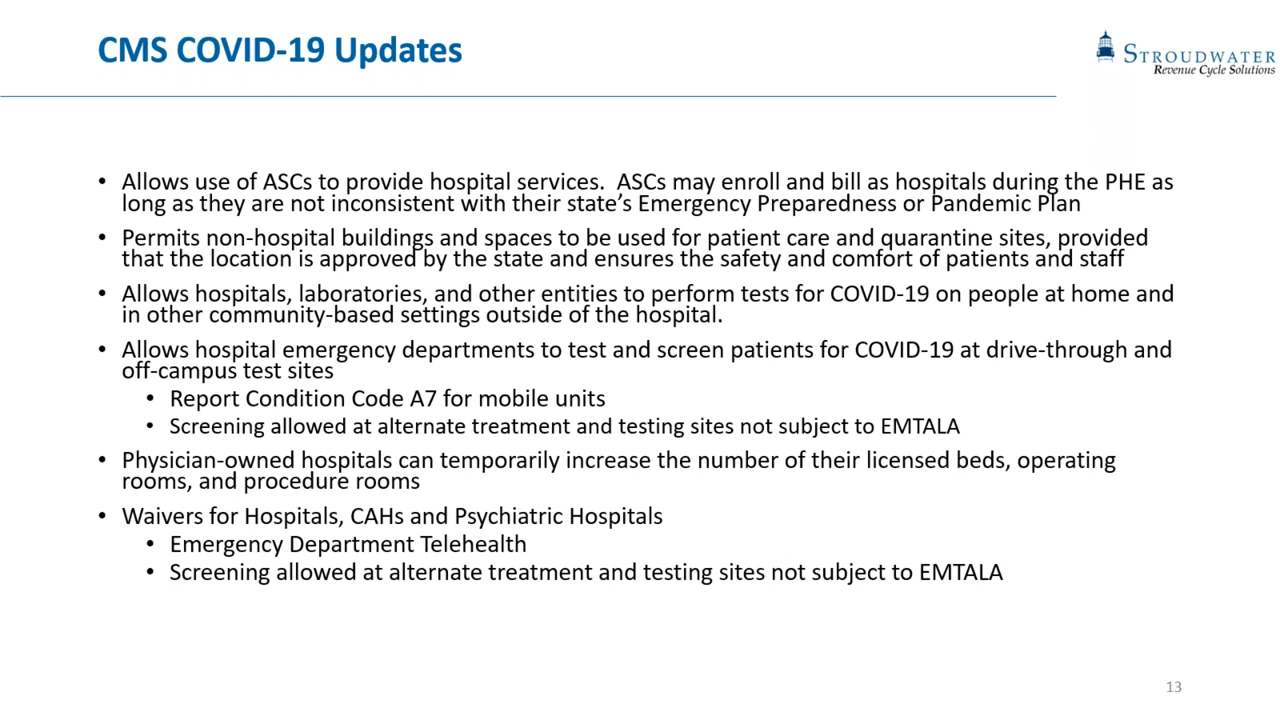 CMS COVID-19 Updates
STROUDWATER
Revenue Cycle Solutions
• Allows use of ASCs to provide hospital services.  ASCs may enroll and bill as hospitals during the PHE as
long as they are not inconsistent with their state’s Emergency Preparedness or Pandemic Plan
• Permits non-hospital buildings and spaces to be used for patient care and quarantine sites, provided
that the location is approved by the state and ensures the safety and comfort of patients and staff
• Allows hospitals, laboratories, and other entities to perform tests for COVID-19 on people at home and
in other community-based settings outside of the hospital.
• Allows hospital emergency departments to test and screen patients for COVID-19 at drive-through and
off-campus test sites
• Report Condition Code A7 for mobile units
• Screening allowed at alternate treatment and testing sites not subject to EMTALA
• Physician-owned hospitals can temporarily increase the number of their licensed beds, operating
rooms, and procedure rooms
• Waivers for Hospitals, CAHs and Psychiatric Hospitals
• Emergency Department Telehealth
• Screening allowed at alternate treatment and testing sites not subject to EMTALA
13